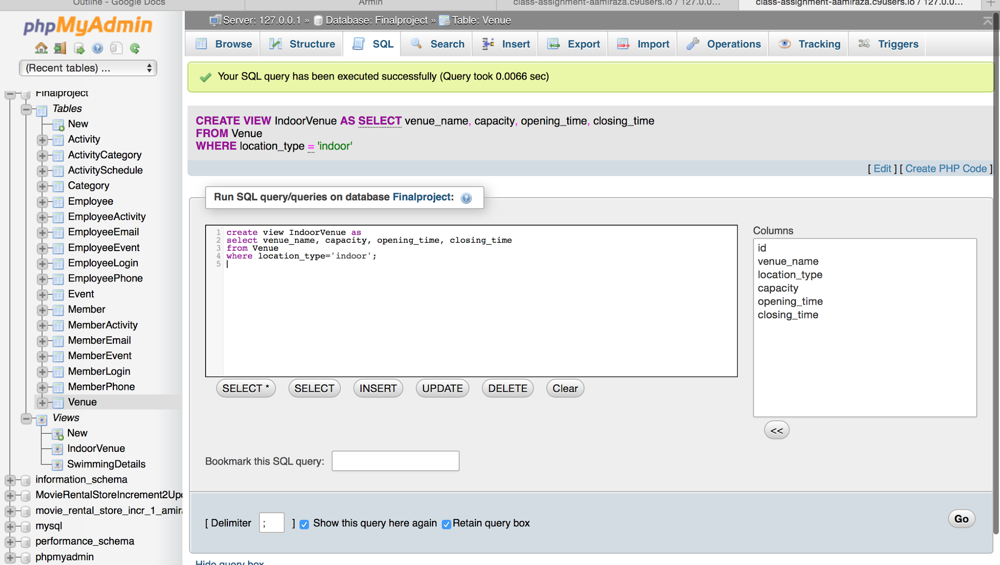 Outline - Google Docs
Armin
class-assignment-aamiraza.c9users.io / 127.0.0...
class-assignment-aamiraza.c9users.io / 127.0.0...
phpMyAdmin
(Recent tables) ...
Finalproject
Tables
New
Activity
ActivityCategory
ActivitySchedule
Category
Employee
EmployeeActivity
EmployeeEmail
EmployeeEvent
EmployeeLogin
EmployeePhone
Event
Member
MemberActivity
MemberEmail
MemberEvent
MemberLogin
MemberPhone
Venue
Views
New
IndoorVenue
SwimmingDetails
information_schema
MovieRentalStoreIncrement2Upd
movie_rental_store_incr_1_amira
mysql
performance_schema
phpmyadmin
Server: 127.0.0.1 » Database: Finalproject » Table: Venue
Browse Structure SQL Search Insert Export Import Operations Tracking Triggers
Your SQL query has been executed successfully (Query took 0.0066 sec)
CREATE VIEW IndoorVenue AS SELECT venue_name, capacity, opening_time, closing_time
FROM Venue
WHERE location_type = 'indoor'
[ Edit ] [ Create PHP Code ]
Run SQL query/queries on database Finalproject:
1 create view IndoorVenue as
2 select venue_name, capacity, opening_time, closing_time
3 from Venue
4 where location_type='indoor';
5
Columns
id
venue_name
location_type
capacity
opening_time
closing_time
SELECT * SELECT INSERT UPDATE DELETE Clear
<<
Bookmark this SQL query:
[ Delimiter ; ] Show this query here again Retain query box
Go
Hide query box